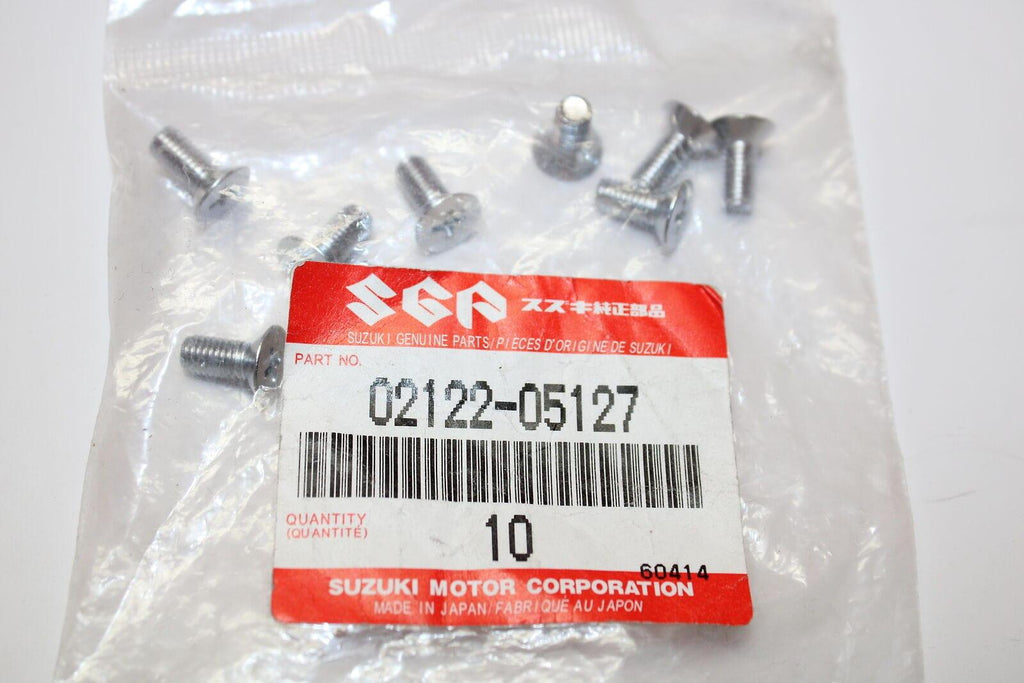 SGP スズキ純正部品
SUZUKI GENUINE PARTS/PIÈCES D'ORIGINE DE SUZUKI
PART NO.
02122-05127
QUANTITY
(QUANTITÉ)
10
60414
SUZUKI MOTOR CORPORATION
MADE IN JAPAN/FABRIQUÉ AU JAPON